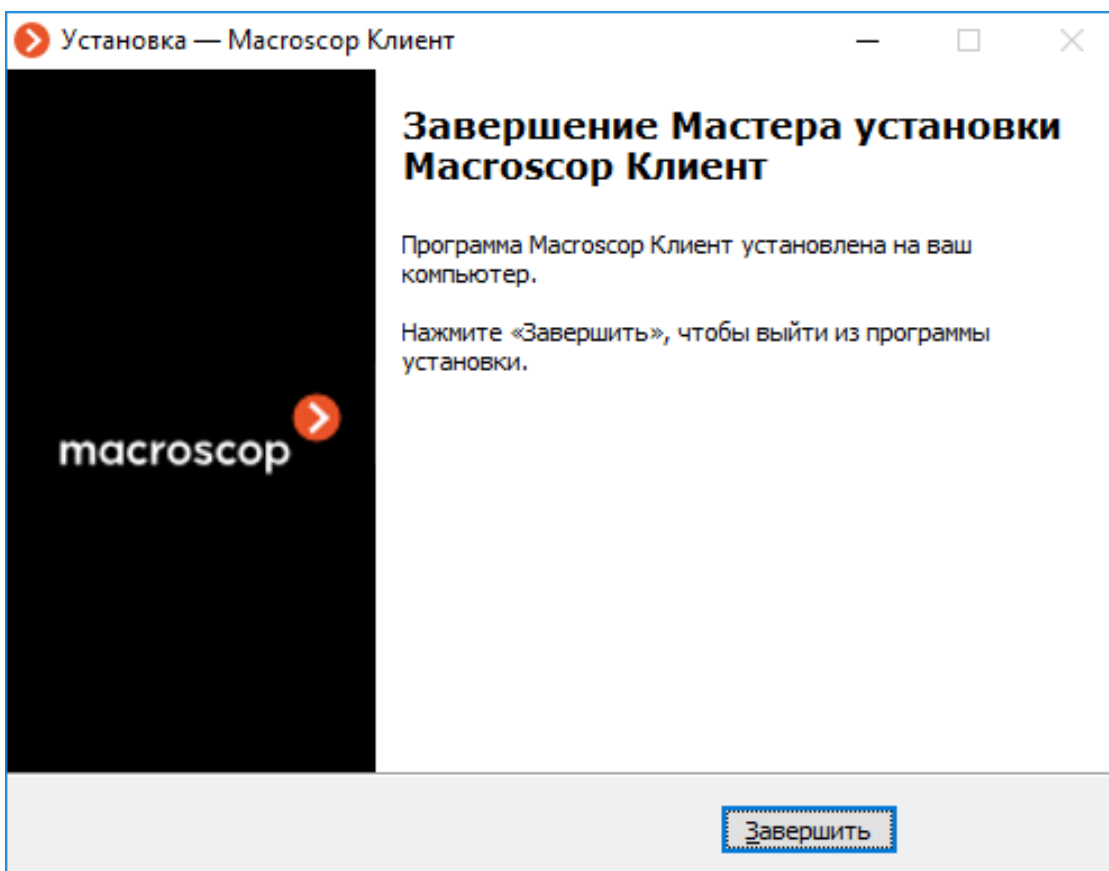 Установка — Macroscop Клиент
Завершение Мастера установки
Macroscop Клиент
Программа Macroscop Клиент установлена на ваш
компьютер.
Нажмите «Завершить», чтобы выйти из программы
установки.
macroscop
Завершить